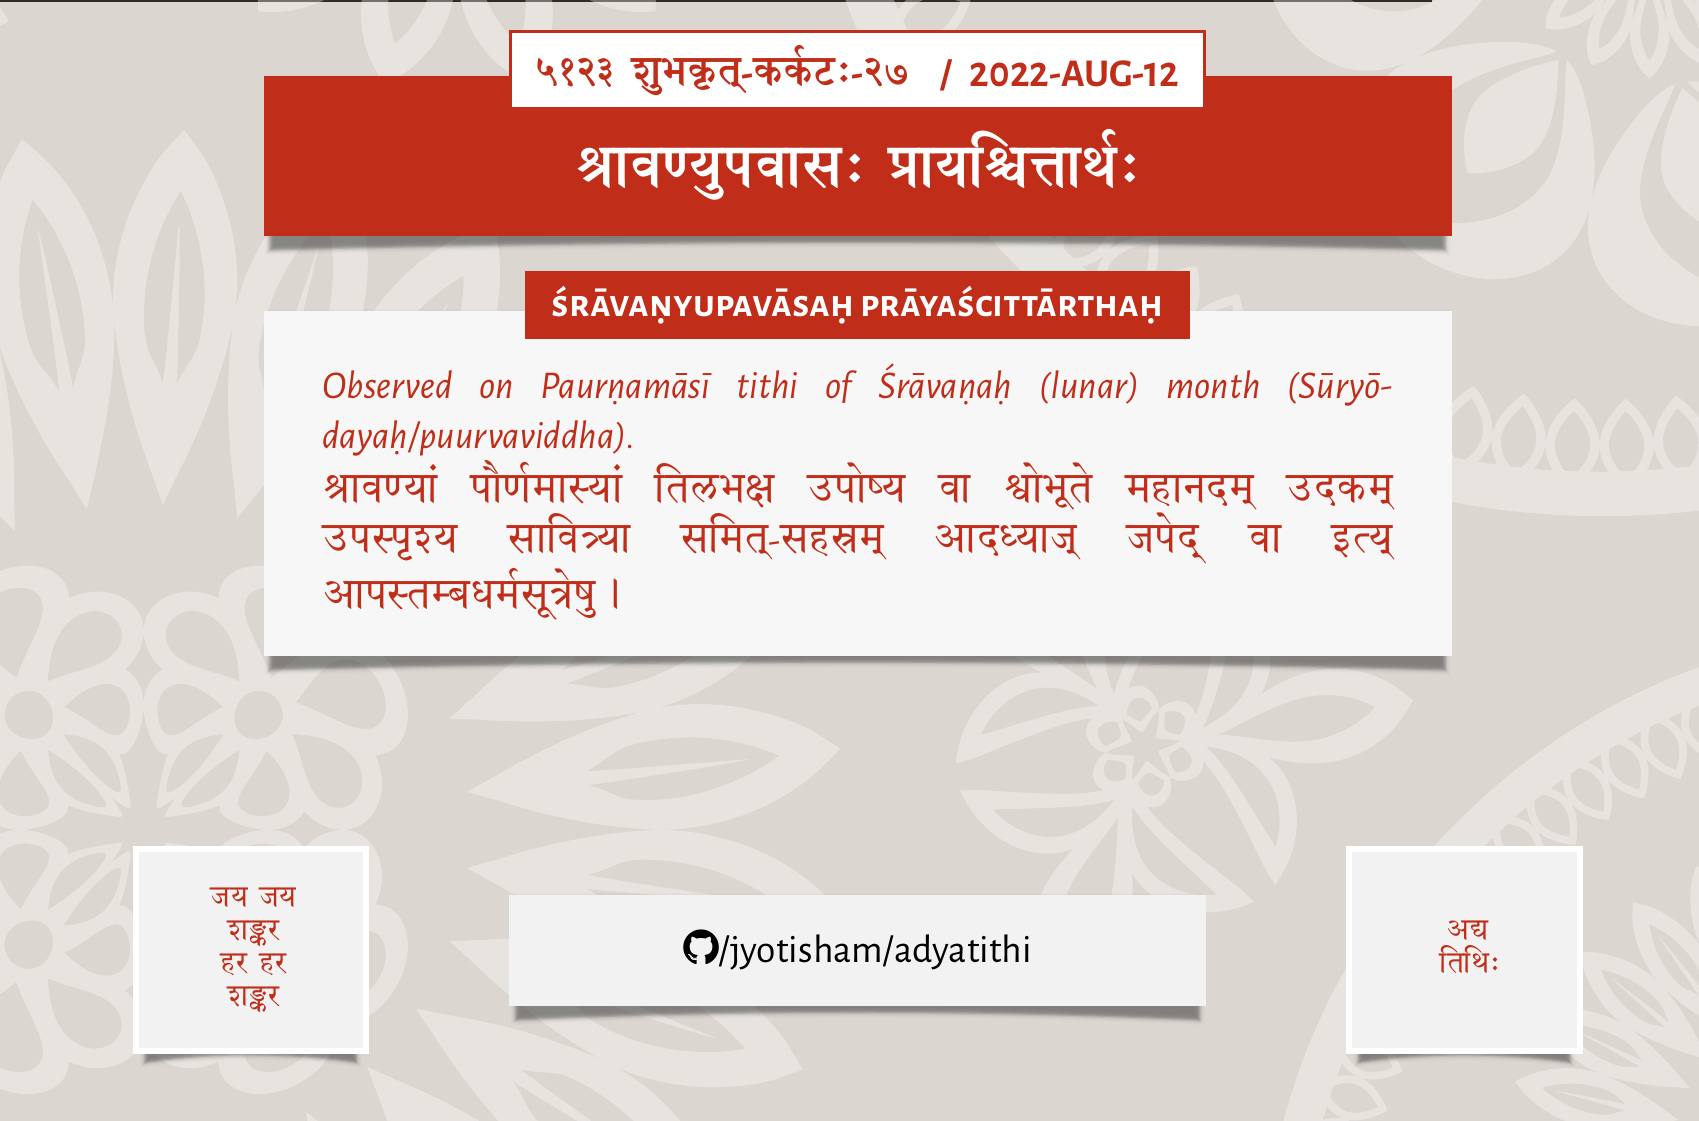 ५१२३ शुभकृत्-कर्कटः-२७ / 2022-AUG-12
श्रावण्युपवासः प्रायश्चित्तार्थः
ŚRĀVAṆYUPAVĀSAḤ PRĀYAŚCITTĀRTHAḤ
Observed on Paurṇamāsī tithi of Śrāvaṇaḥ (lunar) month (Sūryō-
dayaḥ/puurvaviddha).
श्रावण्यां पौर्णमास्यां तिलभक्ष उपोष्य वा श्वोभूते महानदम् उदकम्
उपस्पृश्य सावित्र्या समित्-सहस्रम् आदध्याज् जपेद् वा इत्य्
आपस्तम्बधर्मसूत्रेषु ।
जय जय
शङ्कर
हर हर
शङ्कर
/jyotisham/adyatithi
अद्य
तिथिः